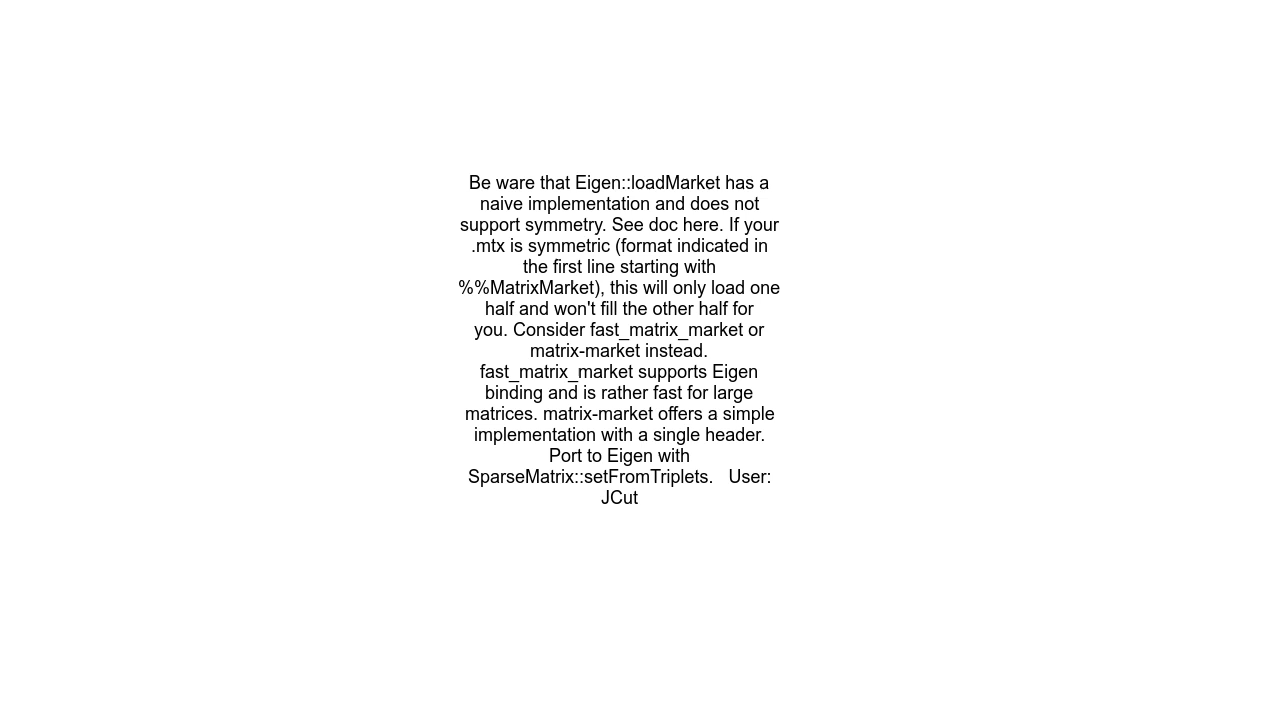 Be ware that Eigen::loadMarket has a
naive implementation and does not
support symmetry. See doc here. If your
.mtx is symmetric (format indicated in
the first line starting with
%%MatrixMarket), this will only load one
half and won't fill the other half for
you. Consider fast_matrix_market or
matrix-market instead.
fast_matrix_market supports Eigen
binding and is rather fast for large
matrices. matrix-market offers a simple
implementation with a single header.
Port to Eigen with
SparseMatrix::setFromTriplets.   User:
JCut